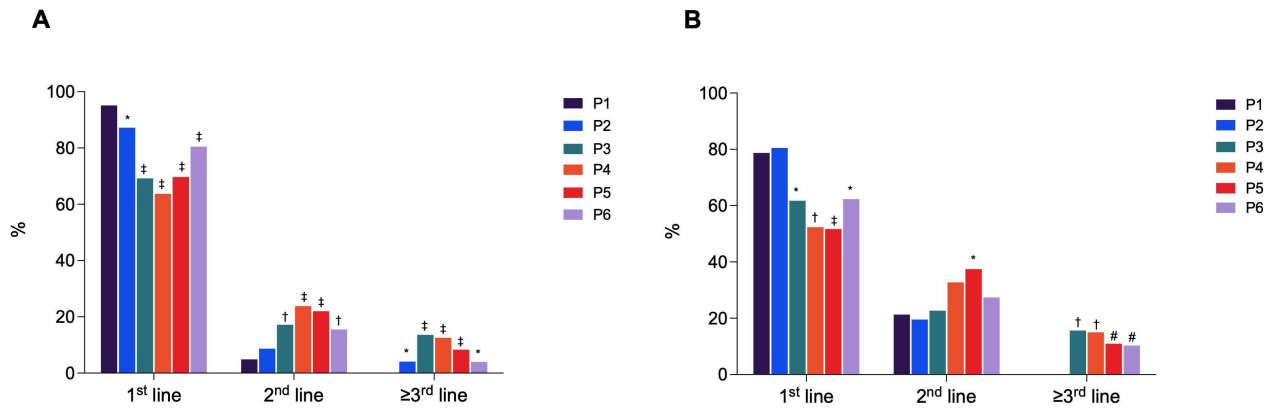 A
B
100
80
60
40
20
0
%
* ‡ ‡ ‡ ‡
† ‡ ‡ †
* ‡ ‡ ‡ *
1st line
2nd line
≥3rd line
P1
P2
P3
P4
P5
P6
100
80
60
40
20
0
%
* † ‡ *
*
† † # #
1st line
2nd line
≥3rd line
P1
P2
P3
P4
P5
P6